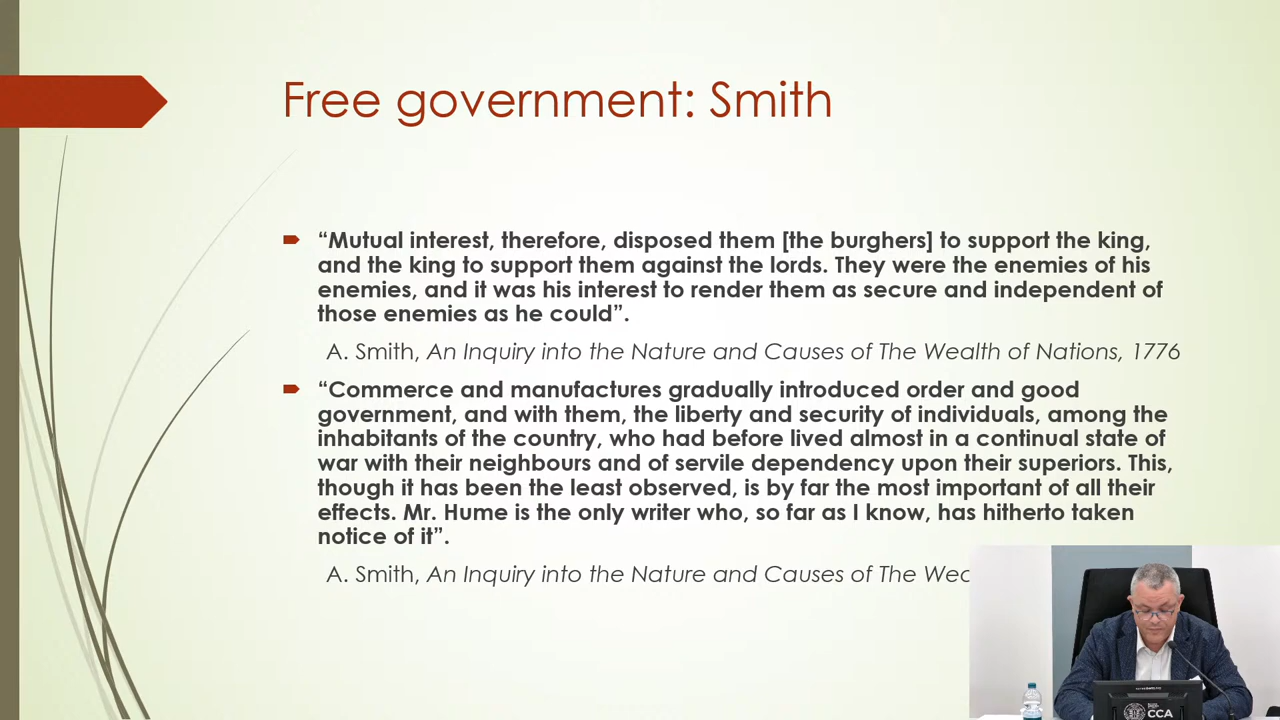 Free government: Smith
“Mutual interest, therefore, disposed them [the burghers] to support the king,
and the king to support them against the lords. They were the enemies of his
enemies, and it was his interest to render them as secure and independent of
those enemies as he could”.
A. Smith, An Inquiry into the Nature and Causes of The Wealth of Nations, 1776
“Commerce and manufactures gradually introduced order and good
government, and with them, the liberty and security of individuals, among the
inhabitants of the country, who had before lived almost in a continual state of
war with their neighbours and of servile dependency upon their superiors. This,
though it has been the least observed, is by far the most important of all their
effects. Mr. Hume is the only writer who, so far as I know, has hitherto taken
notice of it”.
A. Smith, An Inquiry into the Nature and Causes of The
CCA